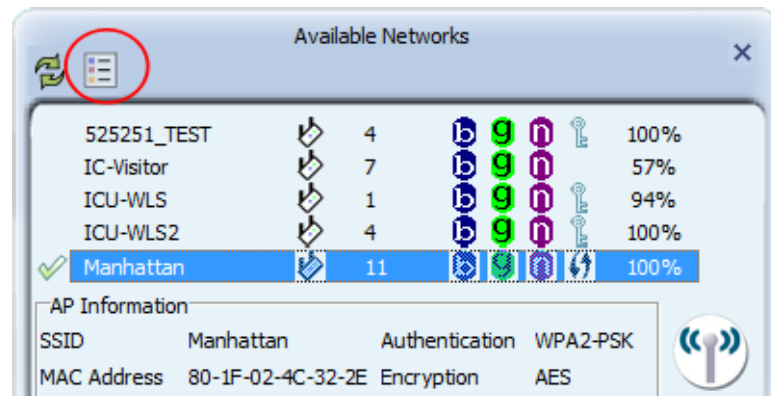 Available Networks
525251_TEST 4 b g n 100%
IC-Visitor 7 b g n 57%
ICU-WLS 1 b g n 94%
ICU-WLS2 4 b g n 100%
Manhattan 11 b g n 100%
AP Information
SSID Manhattan Authentication WPA2-PSK
MAC Address 80-1F-02-4C-32-2E Encryption AES